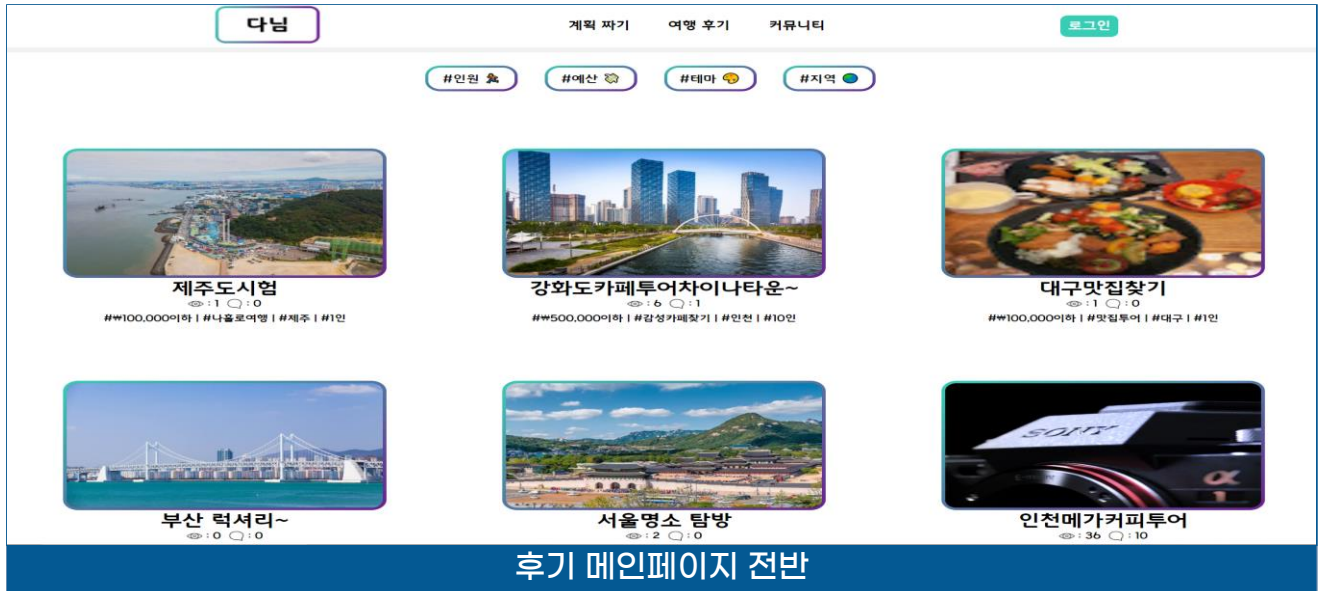 다님 계획 짜기 여행 후기 커뮤니티 로그인
#인원 #예산 #테마 #지역
제주도시험
:1 :0
#₩100,000이하 | #나홀로여행 | #제주 | #1인
강화도카페투어차이나타운~
:6 :1
#₩500,000이하 | #감성카페찾기 | #인천 | #10인
대구맛집찾기
:1 :0
#₩100,000이하 | #맛집투어 | #대구 | #1인
부산 럭셔리~
:0 :0
서울명소 탐방
:2 :0
SONY
α
1
인천메가커피투어
:36 :10
후기 메인페이지 전반